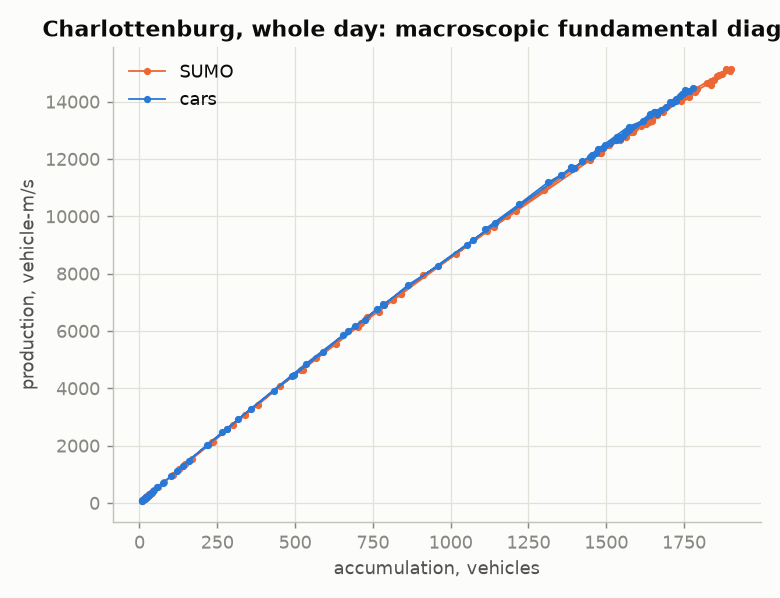 Charlottenburg, whole day: macroscopic fundamental diag
SUMO
cars
14000
12000
10000
8000
6000
4000
2000
0
production, vehicle-m/s
0 250 500 750 1000 1250 1500 1750
accumulation, vehicles